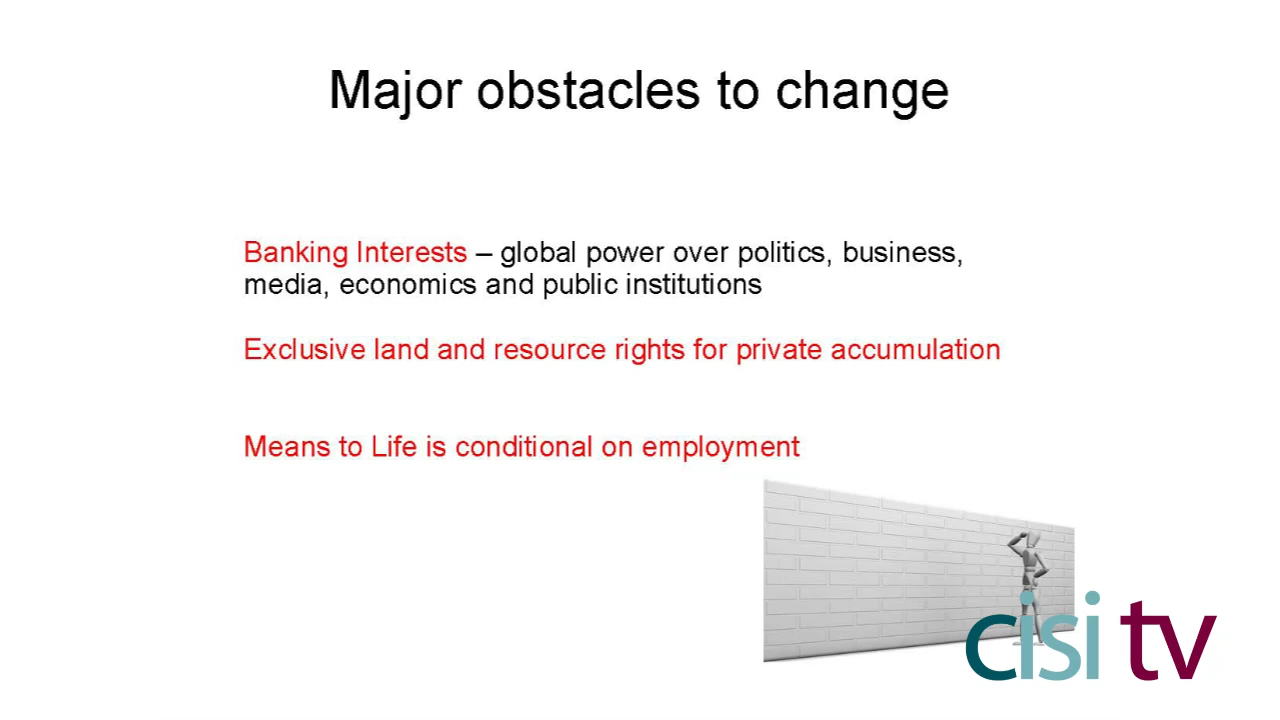 Major obstacles to change
Banking Interests – global power over politics, business,
media, economics and public institutions
Exclusive land and resource rights for private accumulation
Means to Life is conditional on employment
cisi tv